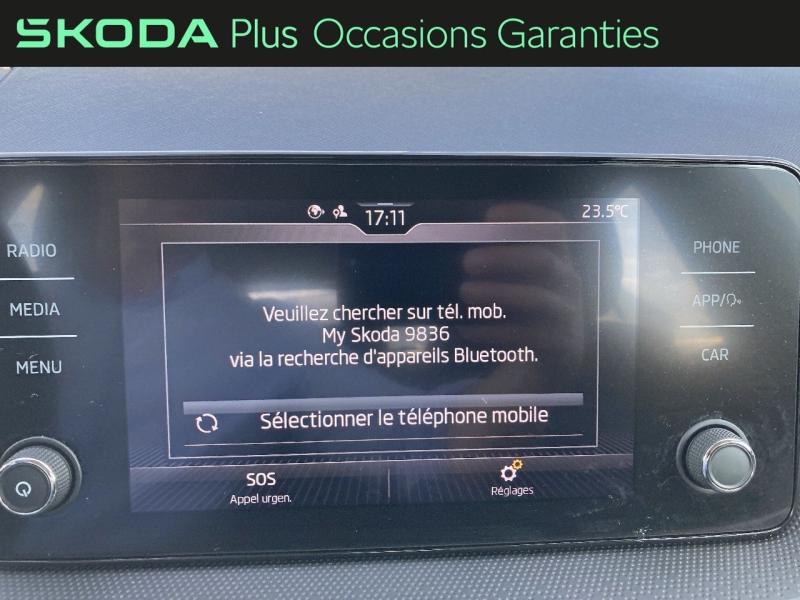 SKODA Plus Occasions Garanties
17:11
23.5°C
RADIO
MEDIA
MENU
PHONE
APP/
CAR
Veuillez chercher sur tél. mob.
My Skoda 9836
via la recherche d'appareils Bluetooth.
Sélectionner le téléphone mobile
SOS
Appel urgen.
Réglages